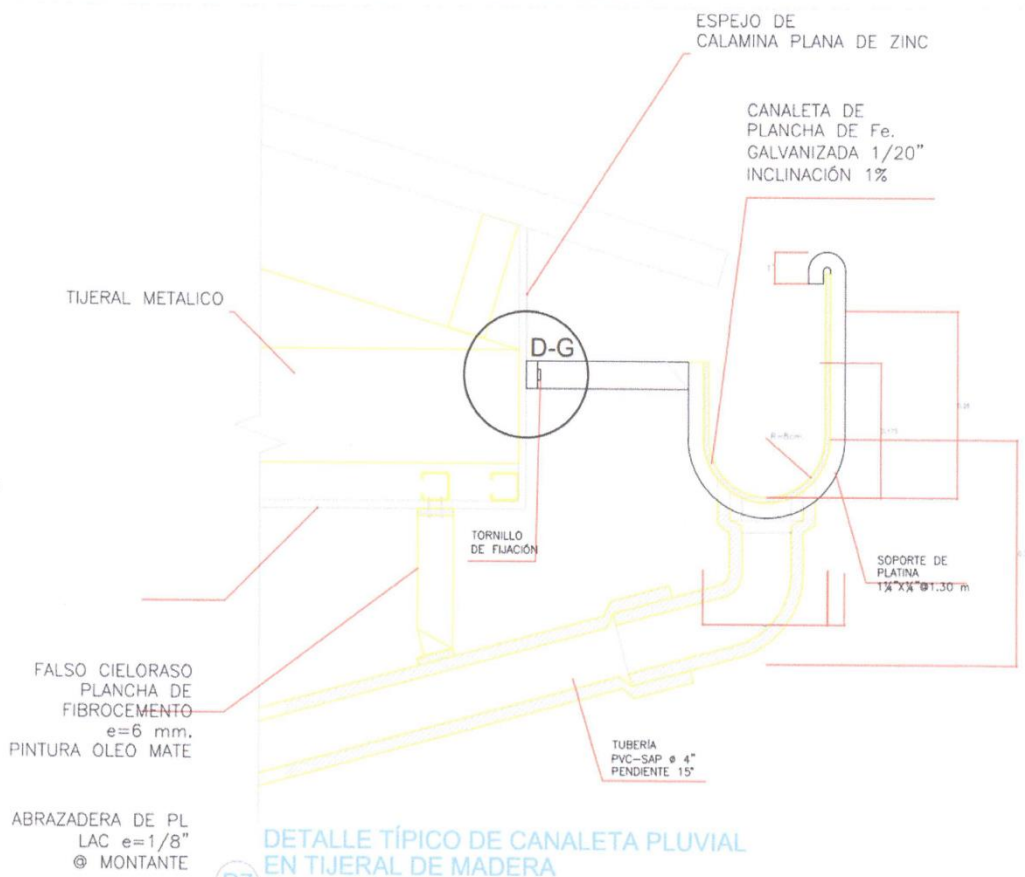 ESPEJO DE
CALAMINA PLANA DE ZINC
CANALETA DE
PLANCHA DE Fe.
GALVANIZADA 1/20"
INCLINACIÓN 1%
TIJERAL METALICO
D-G
TORNILLO
DE FIJACIÓN
SOPORTE DE
PLATINA
1¼"X¼"@1.30 m
FALSO CIELORASO
PLANCHA DE
FIBROCEMENTO
e=6 mm.
PINTURA OLEO MATE
TUBERÍA
PVC-SAP ø 4"
PENDIENTE 15°
ABRAZADERA DE PL
LAC e=1/8"
@ MONTANTE
DETALLE TÍPICO DE CANALETA PLUVIAL
EN TIJERAL DE MADERA